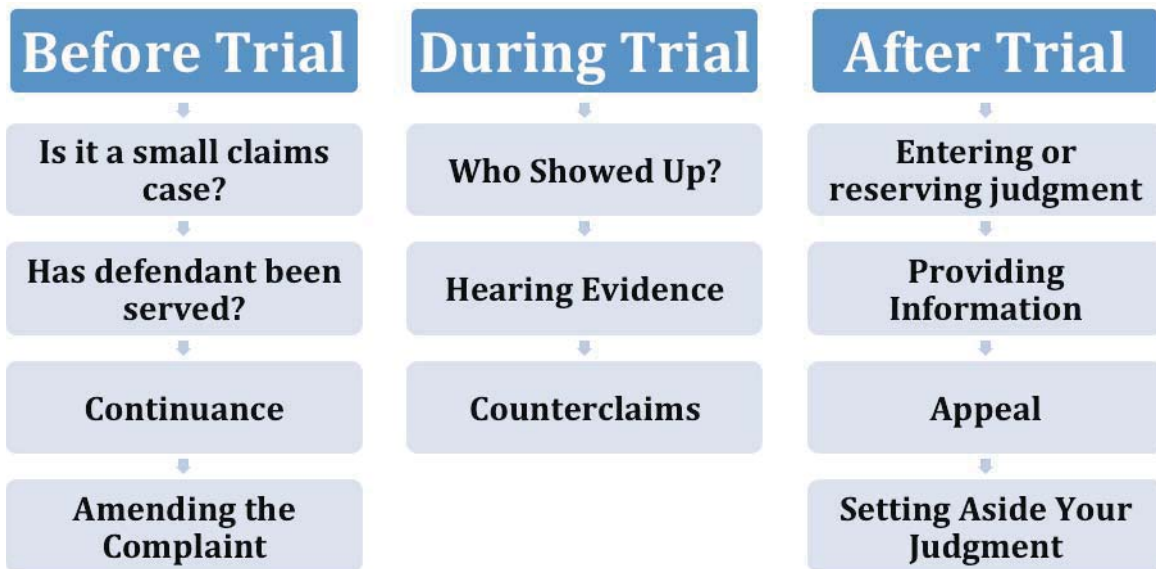 Before Trial
Is it a small claims
case?
Has defendant been
served?
Continuance
Amending the
Complaint
During Trial
Who Showed Up?
Hearing Evidence
Counterclaims
After Trial
Entering or
reserving judgment
Providing
Information
Appeal
Setting Aside Your
Judgment